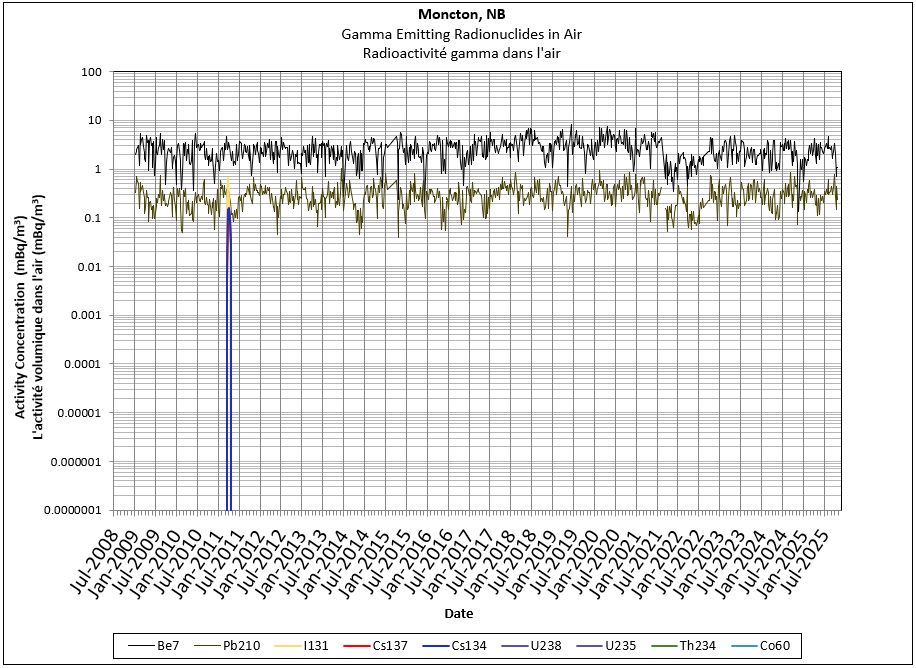 Moncton, NB
Gamma Emitting Radionuclides in Air
Radioactivité gamma dans l'air
Activity Concentration (mBq/m³)
L'activité volumique dans l'air (mBq/m³)
100
10
1
0.1
0.01
0.001
0.0001
0.00001
0.000001
0.0000001
Jul-2008
Jan-2009
Jul-2009
Jan-2010
Jul-2010
Jan-2011
Jul-2011
Jan-2012
Jul-2012
Jan-2013
Jul-2013
Jan-2014
Jul-2014
Jan-2015
Jul-2015
Jan-2016
Jul-2016
Jan-2017
Jul-2017
Jan-2018
Jul-2018
Jan-2019
Jul-2019
Jan-2020
Jul-2020
Jan-2021
Jul-2021
Jan-2022
Jul-2022
Jan-2023
Jul-2023
Jan-2024
Jul-2024
Jan-2025
Jul-2025
Date
Be7 Pb210 I131 Cs137 Cs134 U238 U235 Th234 Co60